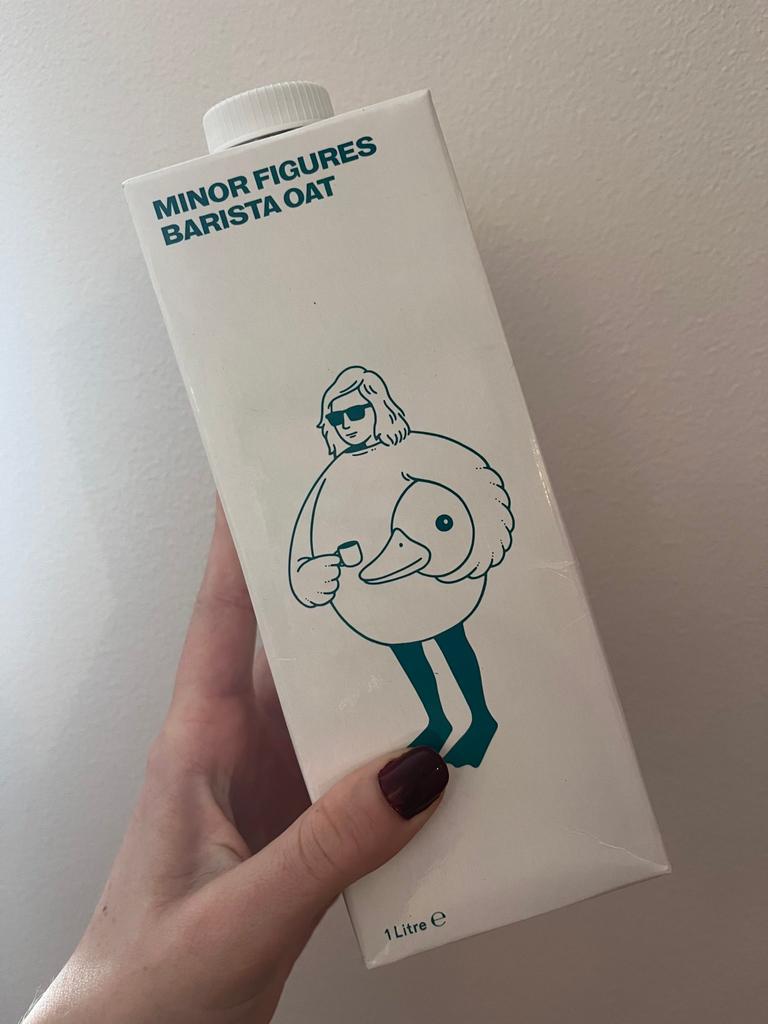 MINOR FIGURES
BARISTA OAT
1 Litre ℮